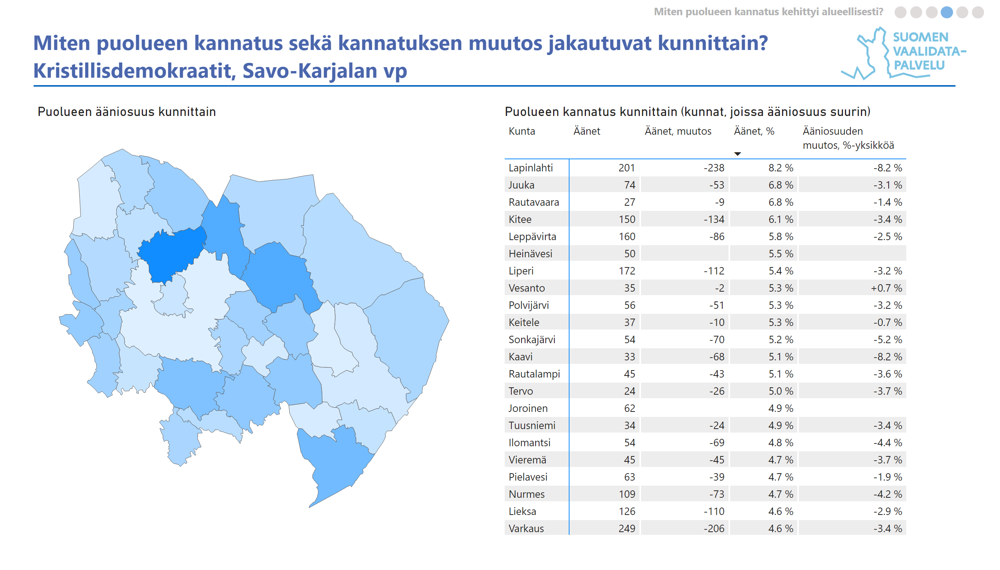 Miten puolueen kannatus kehittyi alueellisesti?
Miten puolueen kannatus sekä kannatuksen muutos jakautuvat kunnittain?
Kristillisdemokraatit, Savo-Karjalan vp
SUOMEN
VAALIDATA-
PALVELU
Puolueen ääniosuus kunnittain
Puolueen kannatus kunnittain (kunnat, joissa ääniosuus suurin)
Kunta Äänet Äänet, muutos Äänet, % Ääniosuuden
muutos, %-yksikköä
Lapinlahti 201 -238 8.2 % -8.2 %
Juuka 74 -53 6.8 % -3.1 %
Rautavaara 27 -9 6.8 % -1.4 %
Kitee 150 -134 6.1 % -3.4 %
Leppävirta 160 -86 5.8 % -2.5 %
Heinävesi 50 5.5 %
Liperi 172 -112 5.4 % -3.2 %
Vesanto 35 -2 5.3 % +0.7 %
Polvijärvi 56 -51 5.3 % -3.2 %
Keitele 37 -10 5.3 % -0.7 %
Sonkajärvi 54 -70 5.2 % -5.2 %
Kaavi 33 -68 5.1 % -8.2 %
Rautalampi 45 -43 5.1 % -3.6 %
Tervo 24 -26 5.0 % -3.7 %
Joroinen 62 4.9 %
Tuusniemi 34 -24 4.9 % -3.4 %
Ilomantsi 54 -69 4.8 % -4.4 %
Vieremä 45 -45 4.7 % -3.7 %
Pielavesi 63 -39 4.7 % -1.9 %
Nurmes 109 -73 4.7 % -4.2 %
Lieksa 126 -110 4.6 % -2.9 %
Varkaus 249 -206 4.6 % -3.4 %